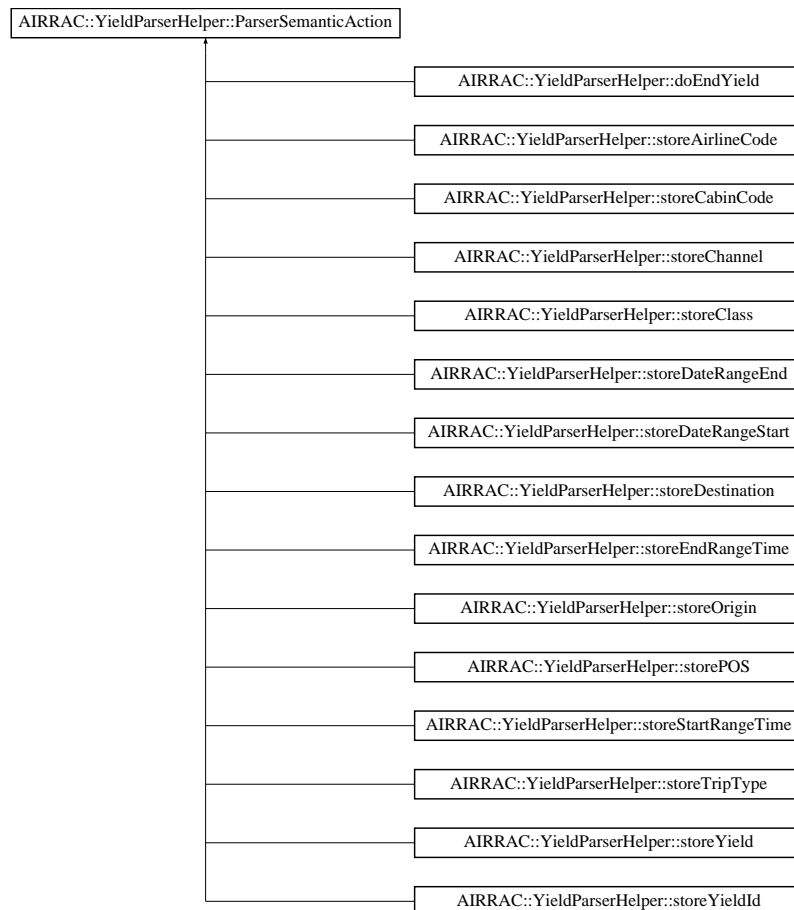 AIRRAC::YieldParserHelper::ParserSemanticAction
AIRRAC::YieldParserHelper::doEndYield
AIRRAC::YieldParserHelper::storeAirlineCode
AIRRAC::YieldParserHelper::storeCabinCode
AIRRAC::YieldParserHelper::storeChannel
AIRRAC::YieldParserHelper::storeClass
AIRRAC::YieldParserHelper::storeDateRangeEnd
AIRRAC::YieldParserHelper::storeDateRangeStart
AIRRAC::YieldParserHelper::storeDestination
AIRRAC::YieldParserHelper::storeEndRangeTime
AIRRAC::YieldParserHelper::storeOrigin
AIRRAC::YieldParserHelper::storePOS
AIRRAC::YieldParserHelper::storeStartRangeTime
AIRRAC::YieldParserHelper::storeTripType
AIRRAC::YieldParserHelper::storeYield
AIRRAC::YieldParserHelper::storeYieldId